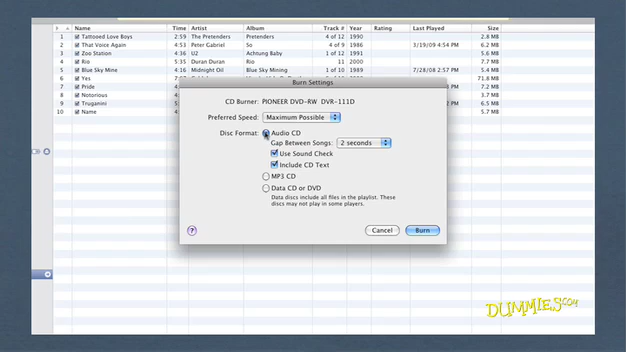 Name Time Artist Album Track # Year Rating Last Played Size
1 Tattooed Love Boys 2:59 The Pretenders Pretenders 4 of 12 1990 2.8 MB
2 That Voice Again 4:53 Peter Gabriel So 4 of 9 1986 3/19/09 4:54 PM 6.2 MB
3 Zoo Station 4:36 U2 Achtung Baby 1 of 12 1991 5.6 MB
4 Rio 5:35 Duran Duran Rio 11 2000 7.7 MB
5 Blue Sky Mine 4:16 Midnight Oil Blue Sky Mining 1 of 10 1989 7/28/08 2:57 PM 5.4 MB
6 Yes 71.8 MB
7 Pride PM 7.2 MB
8 Notorious 3.7 MB
9 Truganini PM 6.5 MB
10 Name
Burn Settings
CD Burner: PIONEER DVD-RW DVR-111D
Preferred Speed: Maximum Possible
Disc Format: Audio CD
Gap Between Songs: 2 seconds
Use Sound Check
Include CD Text
MP3 CD
Data CD or DVD
Data discs include all files in the playlist. These
discs may not play in some players.
? Cancel Burn
DUMMIES.COM